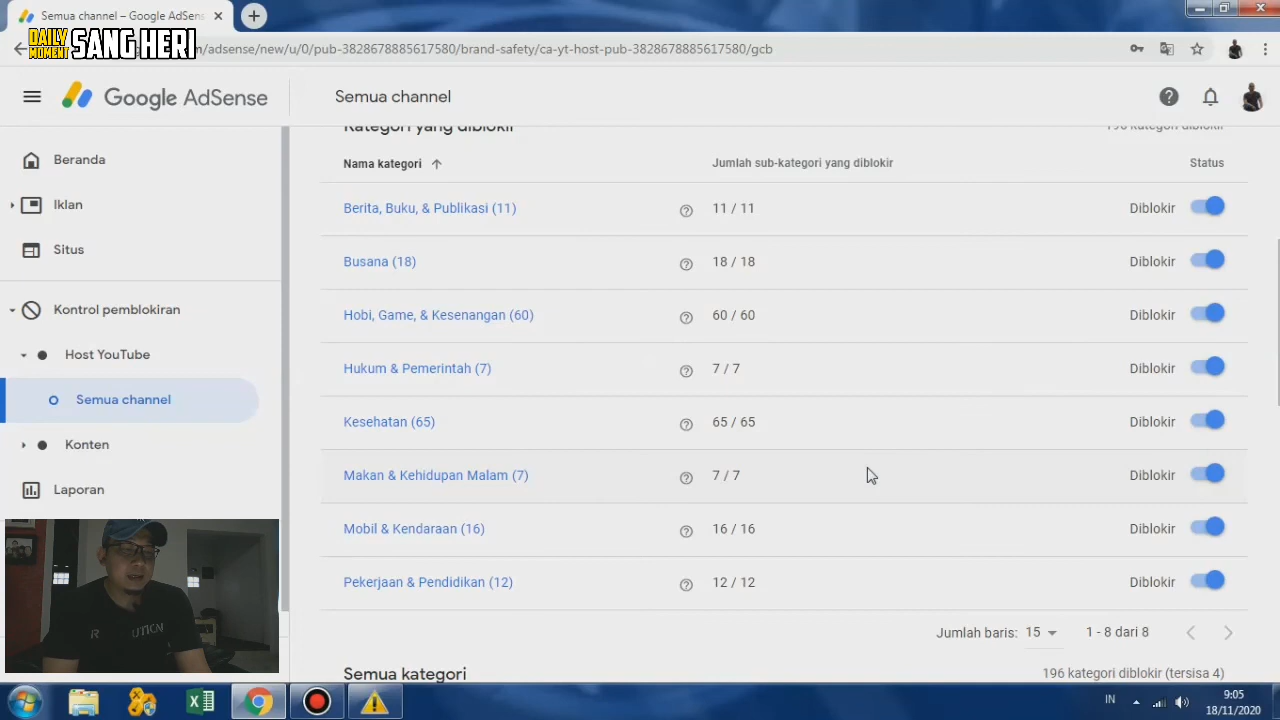 Semua channel – Google AdSens
DAILY MOMENT SANG HERI
m/adsense/new/u/0/pub-3828678885617580/brand-safety/ca-yt-host-pub-3828678885617580/gcb
Google AdSense
Semua channel
Beranda
Iklan
Situs
Kontrol pemblokiran
Host YouTube
Semua channel
Konten
Laporan
Kategori yang diblokir
196 kategori diblokir
Nama kategori
Jumlah sub-kategori yang diblokir
Status
Berita, Buku, & Publikasi (11)
11 / 11
Diblokir
Busana (18)
18 / 18
Diblokir
Hobi, Game, & Kesenangan (60)
60 / 60
Diblokir
Hukum & Pemerintah (7)
7 / 7
Diblokir
Kesehatan (65)
65 / 65
Diblokir
Makan & Kehidupan Malam (7)
7 / 7
Diblokir
Mobil & Kendaraan (16)
16 / 16
Diblokir
Pekerjaan & Pendidikan (12)
12 / 12
Diblokir
Jumlah baris: 15
1 - 8 dari 8
Semua kategori
196 kategori diblokir (tersisa 4)
IN
9:05
18/11/2020